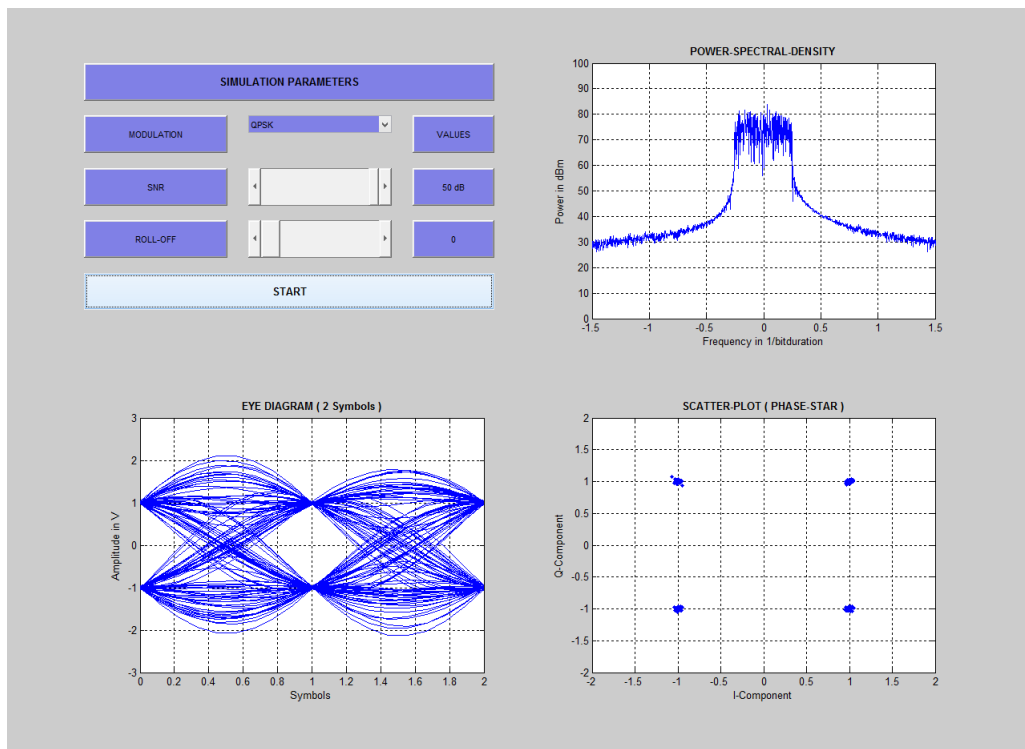 SIMULATION PARAMETERS
MODULATION
QPSK
VALUES
SNR
50 dB
ROLL-OFF
0
START
POWER-SPECTRAL-DENSITY
Power in dBm
100
90
80
70
60
50
40
30
20
10
0
-1.5 -1 -0.5 0 0.5 1 1.5
Frequency in 1/bitduration
EYE DIAGRAM ( 2 Symbols )
Amplitude in V
3
2
1
0
-1
-2
-3
0 0.2 0.4 0.6 0.8 1 1.2 1.4 1.6 1.8 2
Symbols
SCATTER-PLOT ( PHASE-STAR )
Q-Component
2
1.5
1
0.5
0
-0.5
-1
-1.5
-2
-2 -1.5 -1 -0.5 0 0.5 1 1.5 2
I-Component